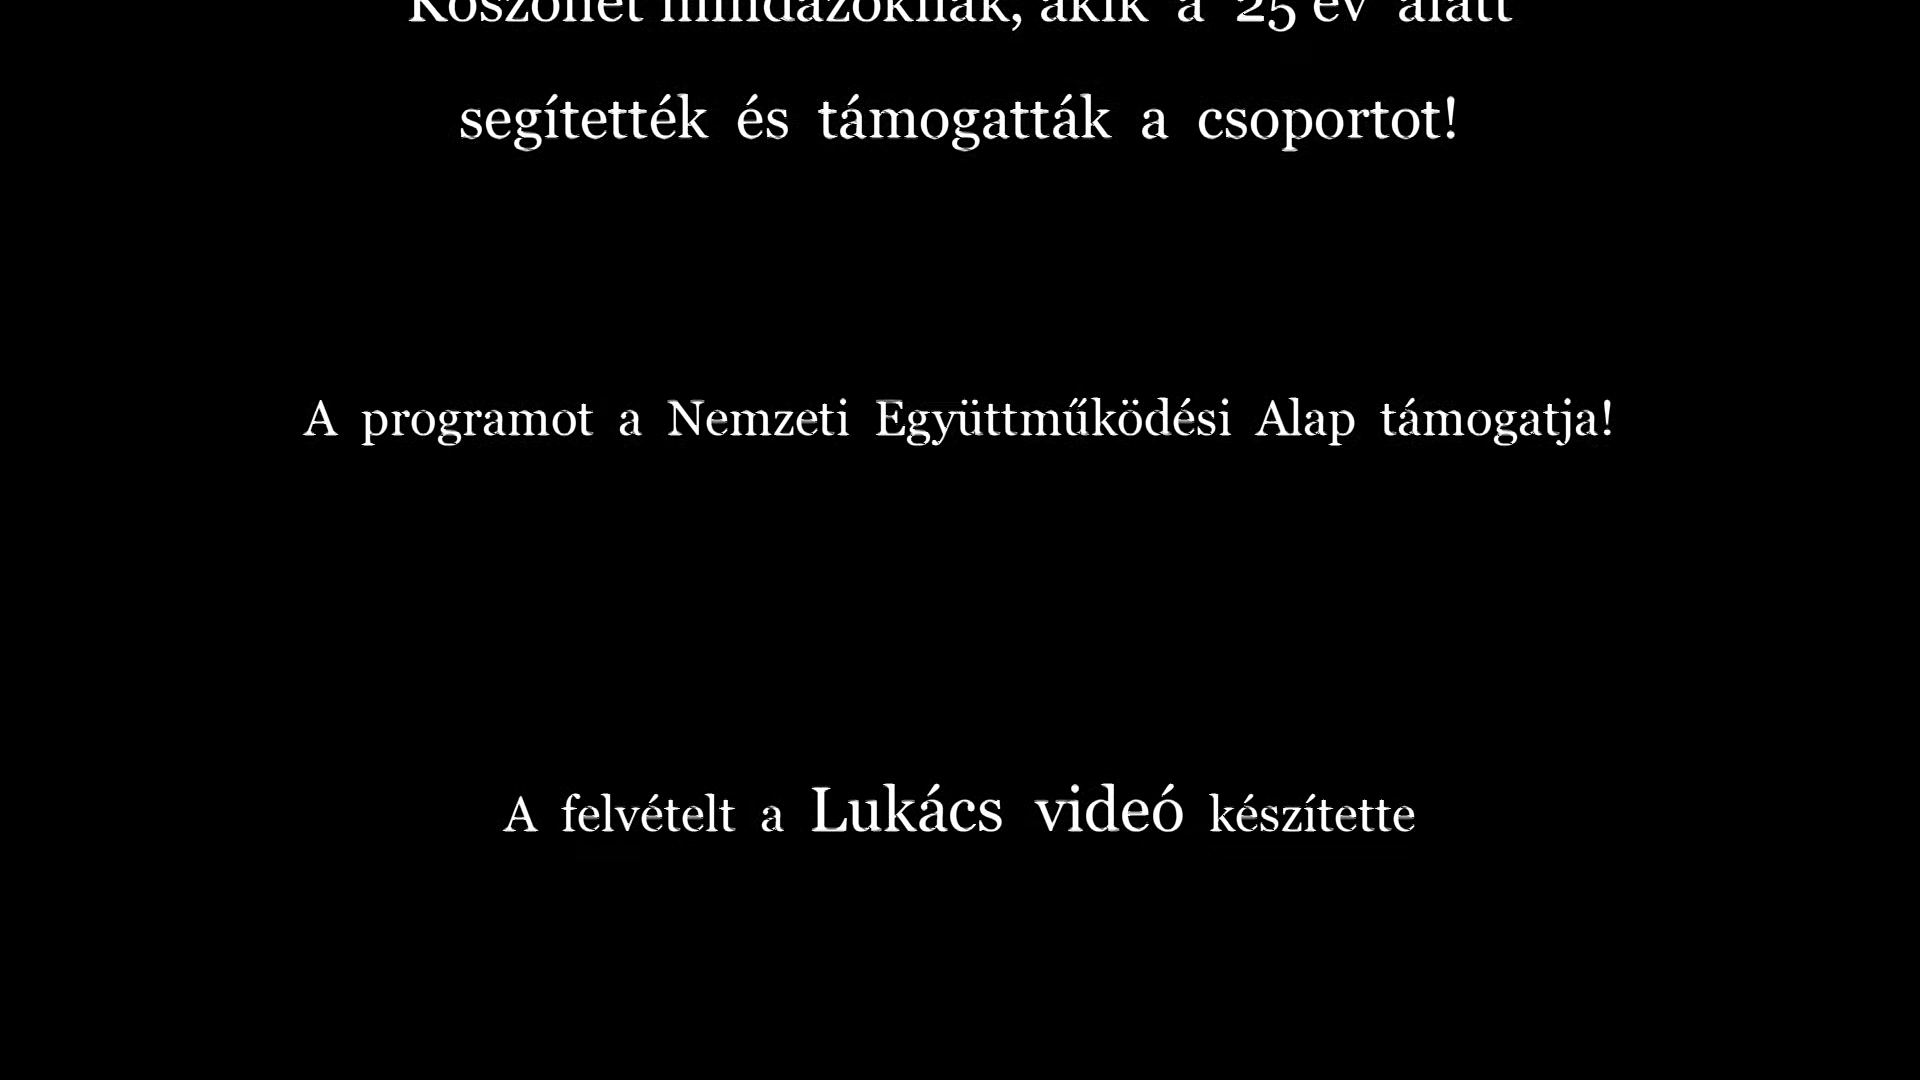 Köszönet mindazoknak, akik a 25 év alatt
segítették és támogatták a csoportot!
A programot a Nemzeti Együttműködési Alap támogatja!
A felvételt a Lukács videó készítette